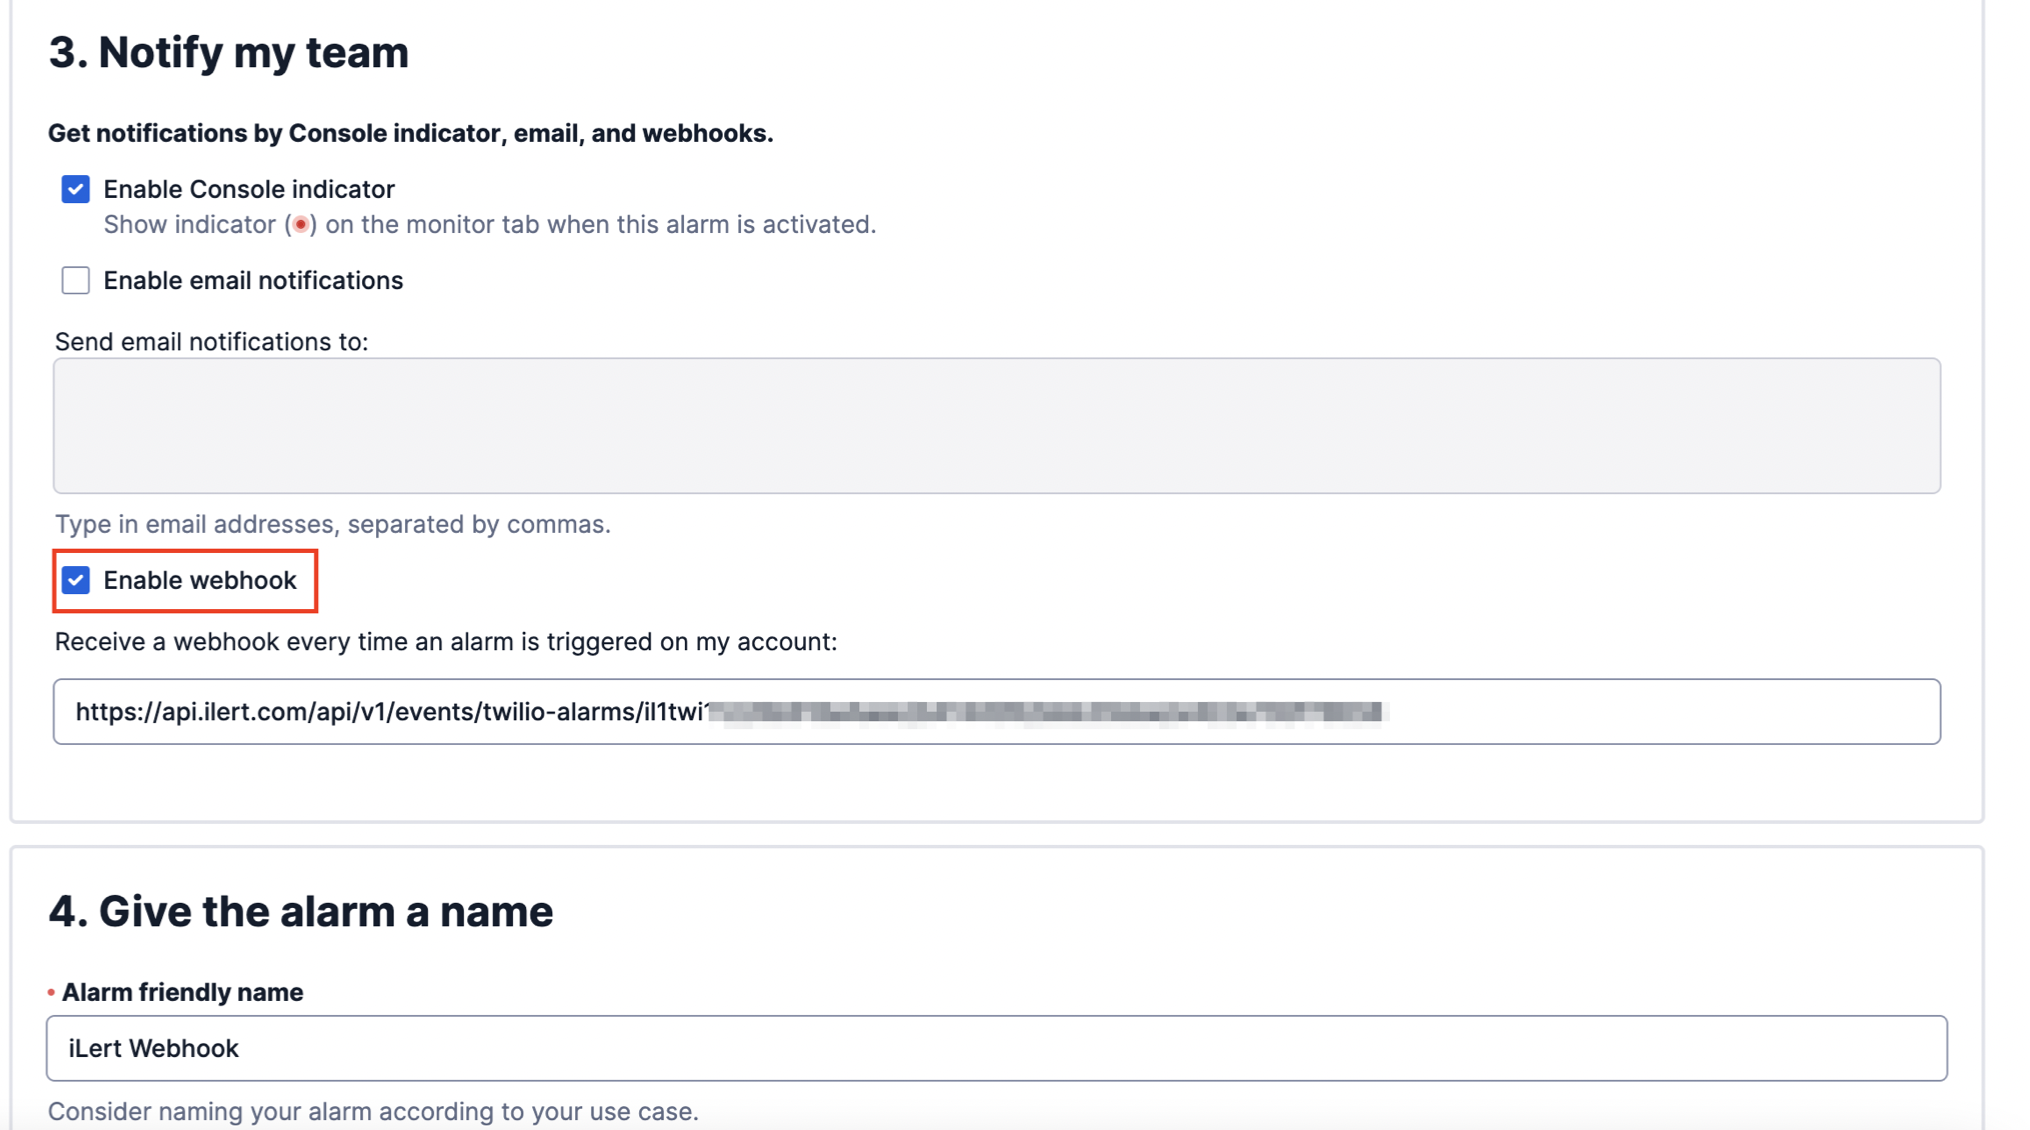 3. Notify my team
Get notifications by Console indicator, email, and webhooks.
Enable Console indicator
Show indicator () on the monitor tab when this alarm is activated.
Enable email notifications
Send email notifications to:
Type in email addresses, separated by commas.
Enable webhook
Receive a webhook every time an alarm is triggered on my account:
https://api.ilert.com/api/v1/events/twilio-alarms/il1twi
4. Give the alarm a name
• Alarm friendly name
iLert Webhook
Consider naming your alarm according to your use case.